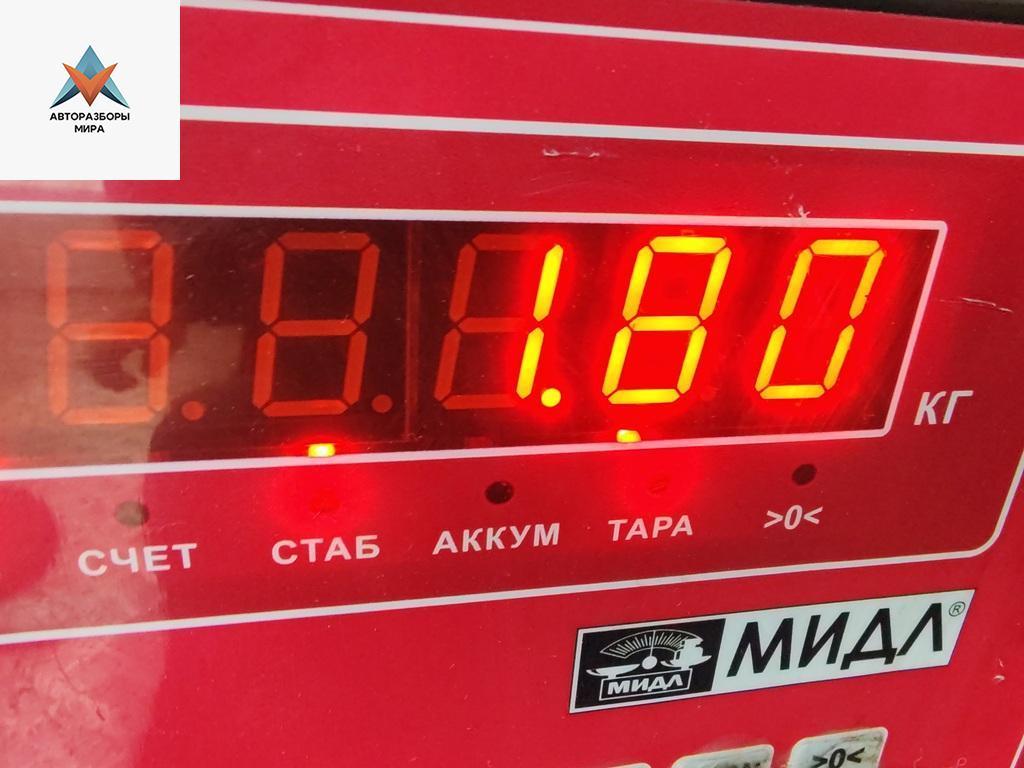 АВТОРАЗБОРЫ
МИРА
1.80
КГ
СЧЕТ СТАБ АККУМ ТАРА >0<
МИДЛ МИДЛ®
>0<